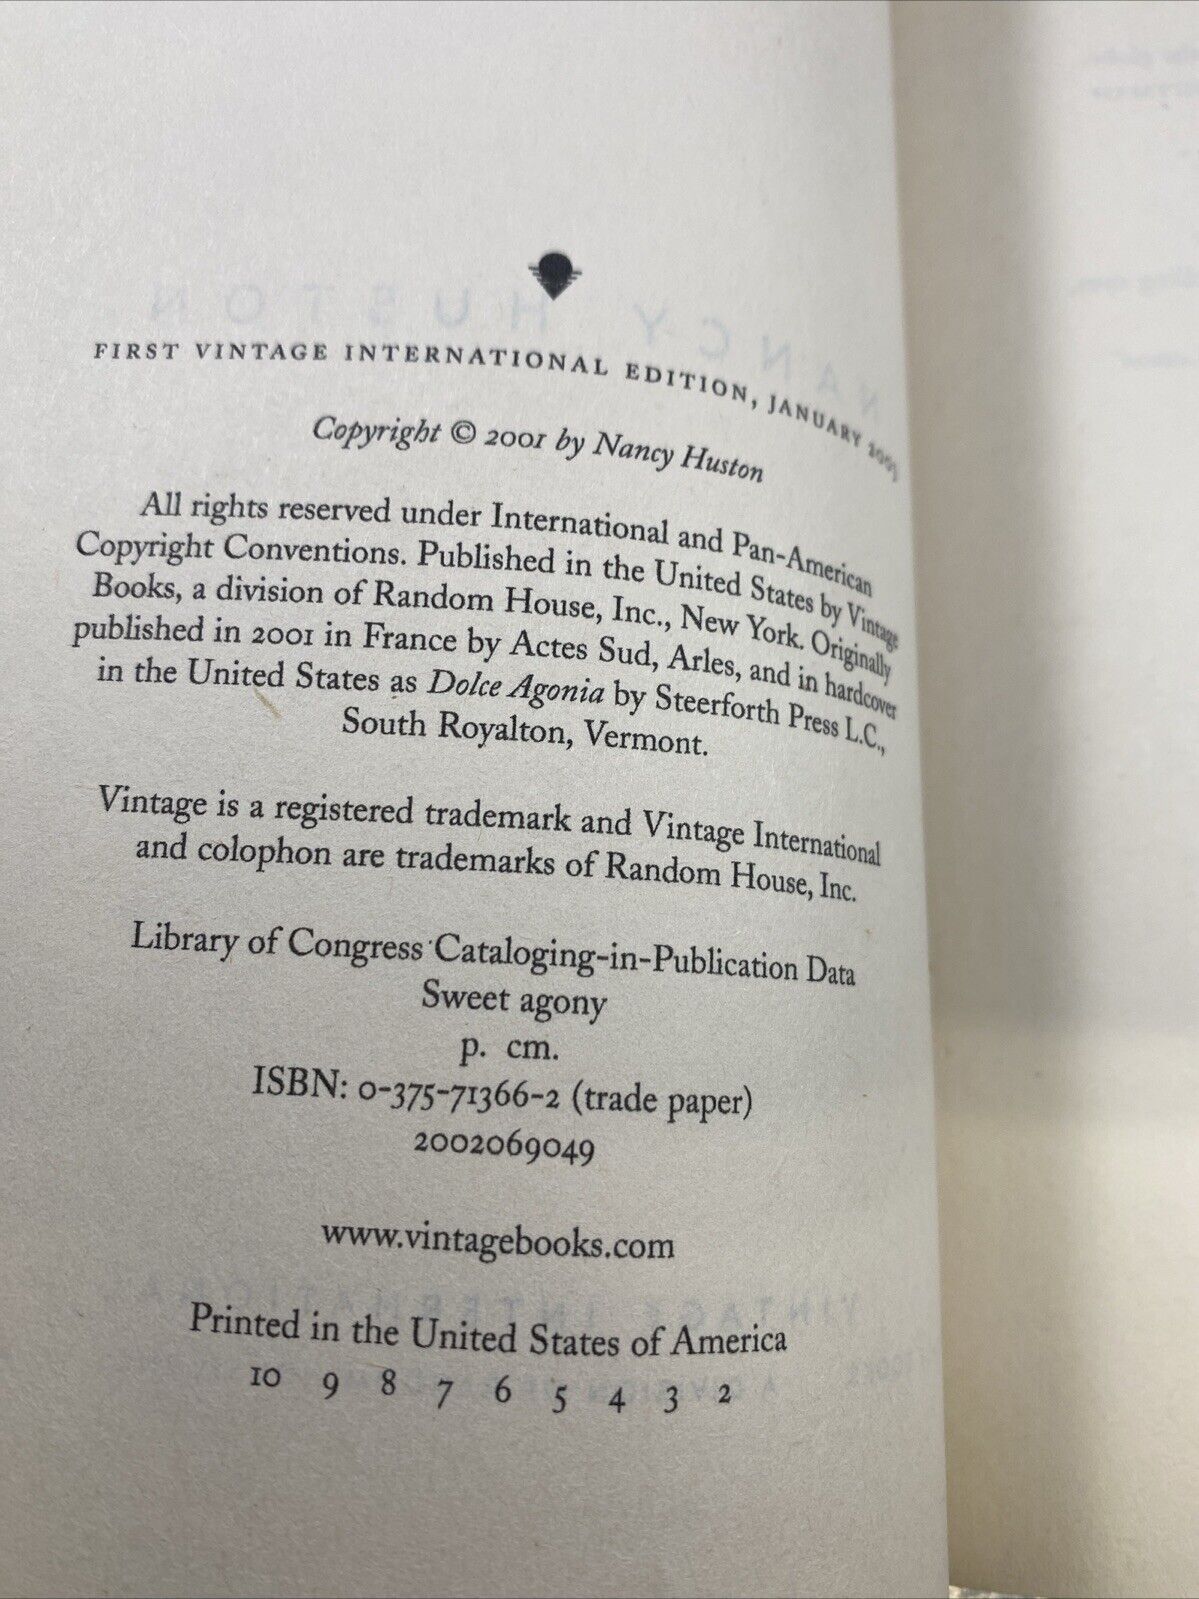 FIRST VINTAGE INTERNATIONAL EDITION, JANUARY 2003
Copyright © 2001 by Nancy Huston
All rights reserved under International and Pan-American
Copyright Conventions. Published in the United States by Vintage
Books, a division of Random House, Inc., New York. Originally
published in 2001 in France by Actes Sud, Arles, and in hardcover
in the United States as Dolce Agonia by Steerforth Press L.C.,
South Royalton, Vermont.
Vintage is a registered trademark and Vintage International
and colophon are trademarks of Random House, Inc.
Library of Congress Cataloging-in-Publication Data
Sweet agony
p. cm.
ISBN: 0-375-71366-2 (trade paper)
2002069049
www.vintagebooks.com
Printed in the United States of America
10 9 8 7 6 5 4 3 2